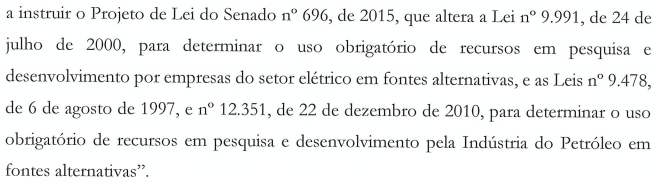 a instruir o Projeto de Lei do Senado nº 696, de 2015, que altera a Lei nº 9.991, de 24 de
julho de 2000, para determinar o uso obrigatório de recursos em pesquisa e
desenvolvimento por empresas do setor elétrico em fontes alternativas, e as Leis nº 9.478,
de 6 de agosto de 1997, e nº 12.351, de 22 de dezembro de 2010, para determinar o uso
obrigatório de recursos em pesquisa e desenvolvimento pela Indústria do Petróleo em
fontes alternativas”.